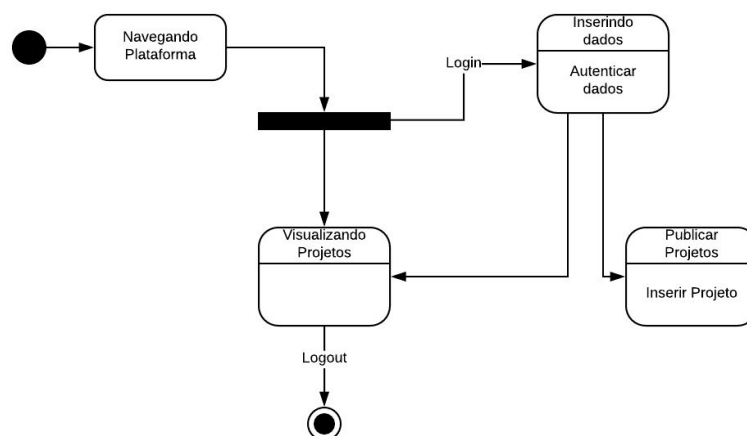 Navegando
Plataforma
Login
Inserindo
dados
Autenticar
dados
Visualizando
Projetos
Publicar
Projetos
Inserir Projeto
Logout